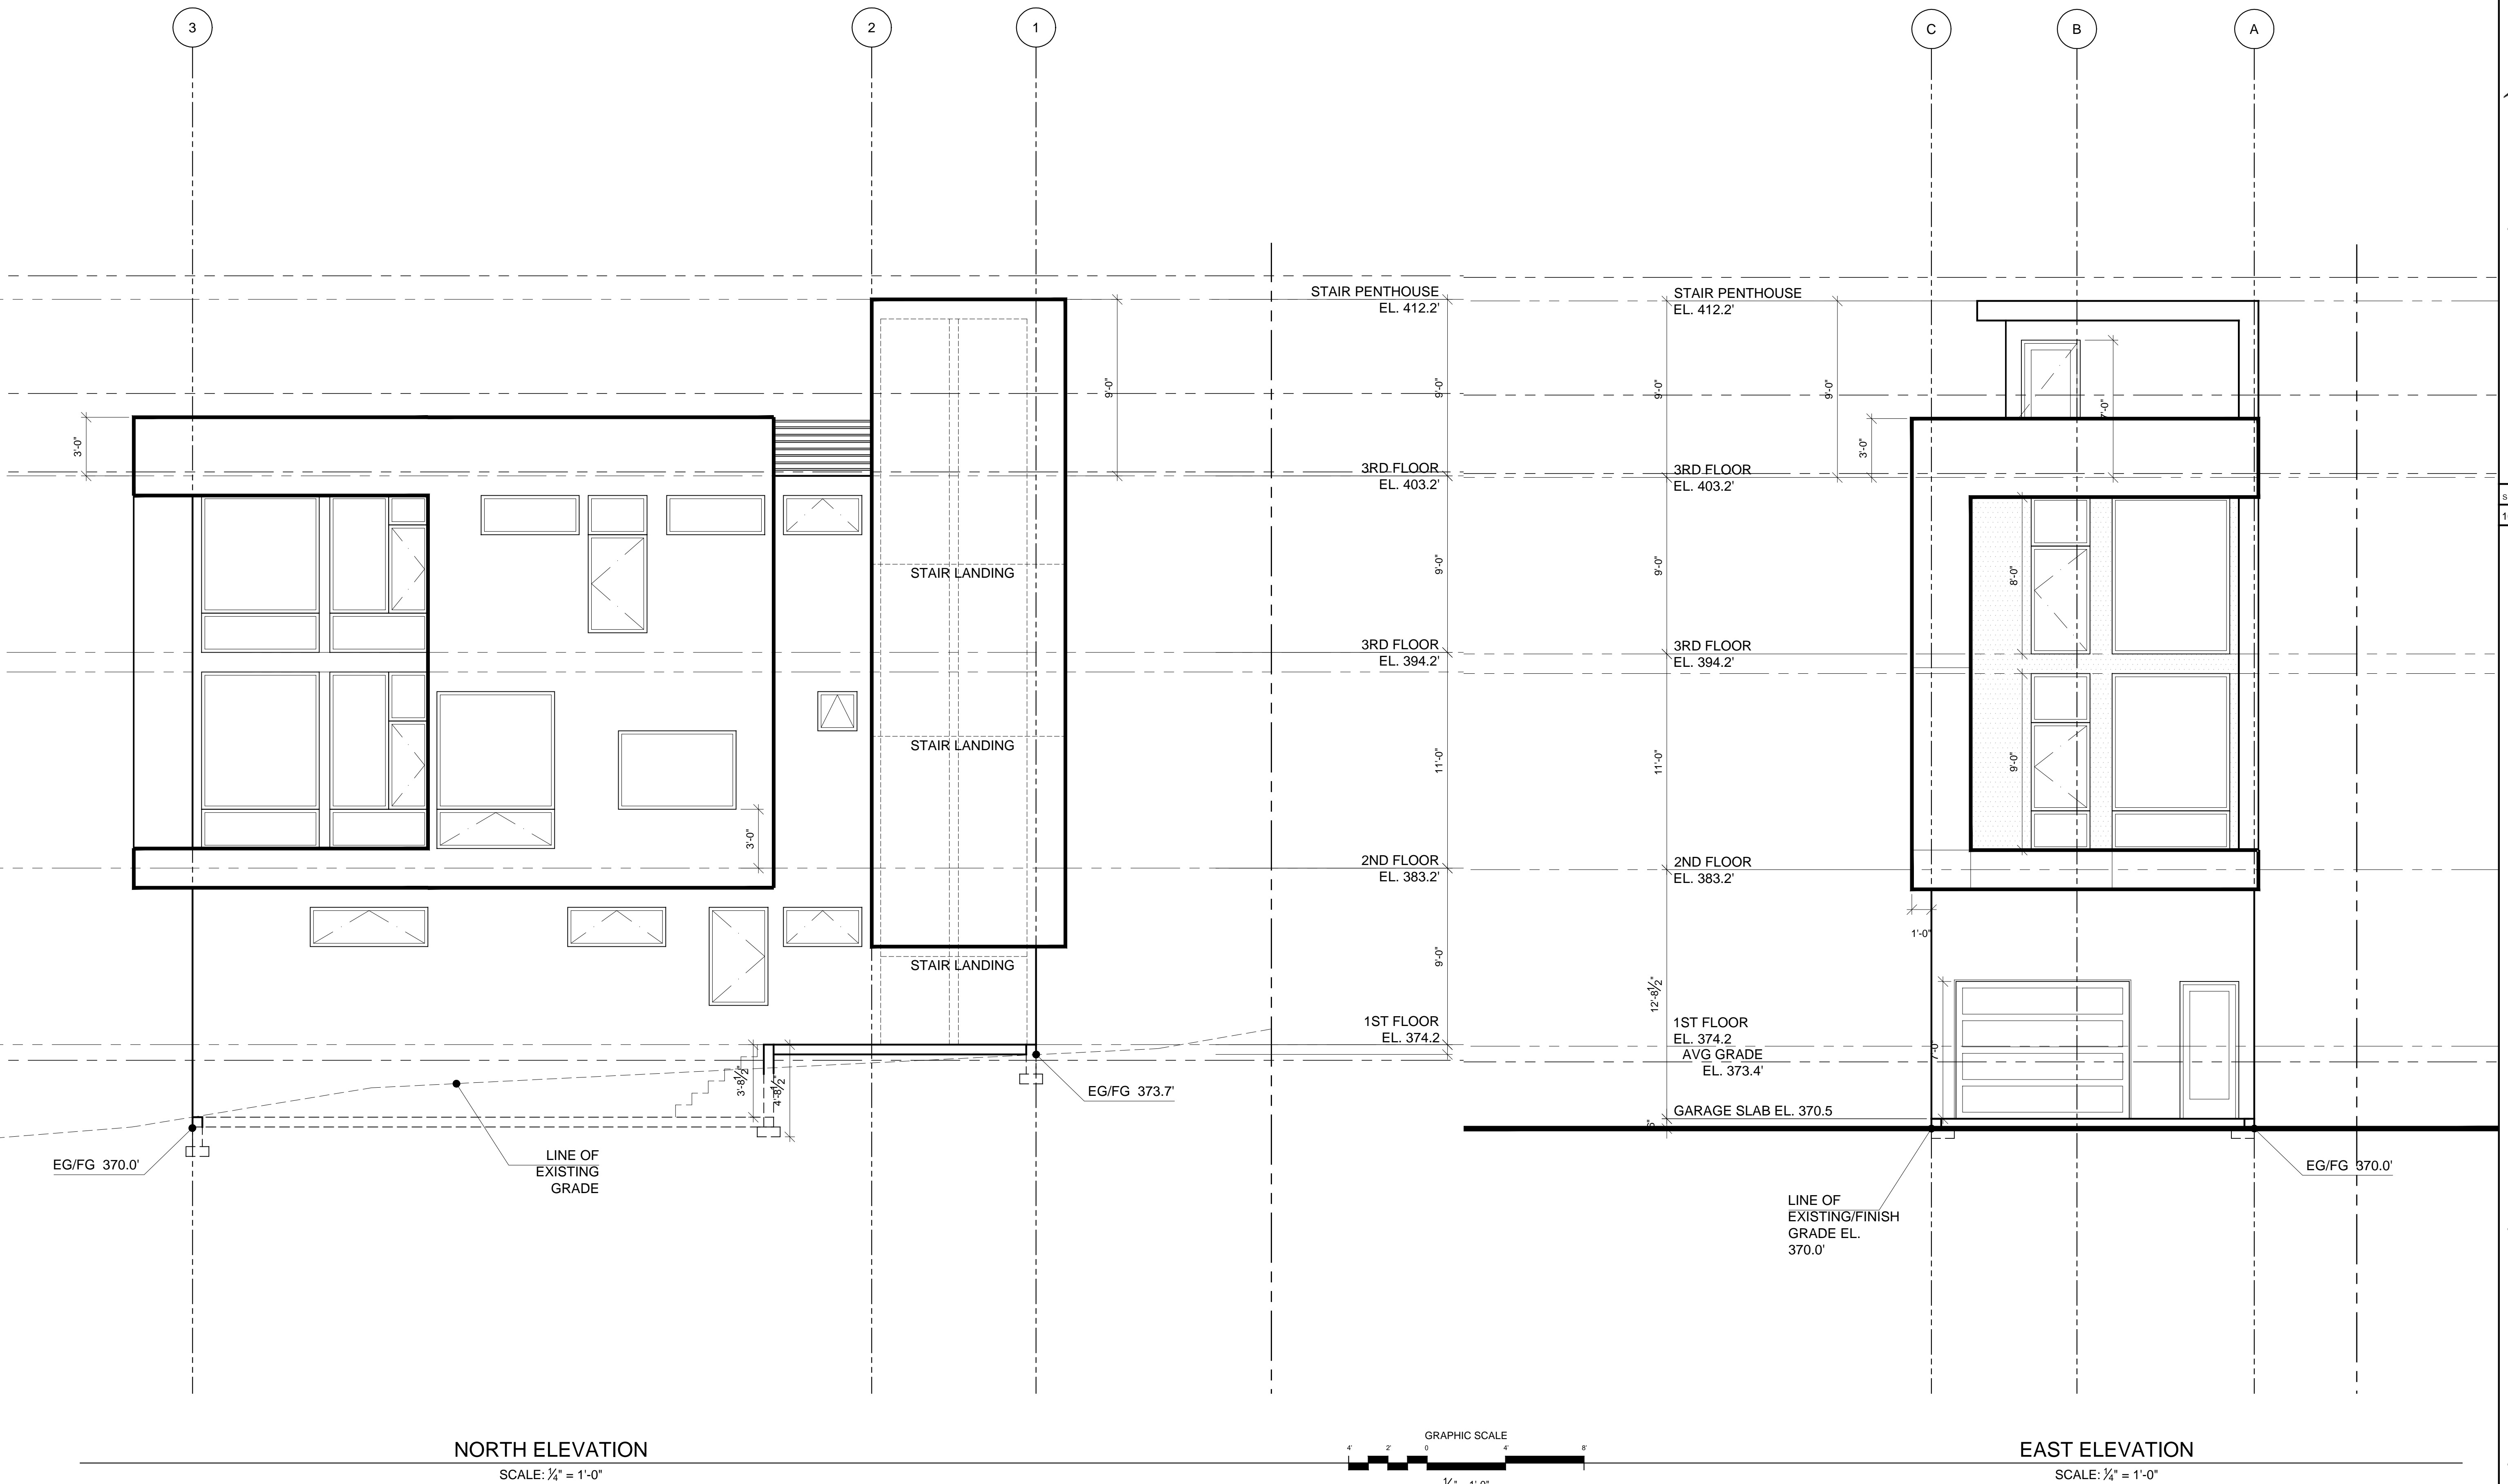 3
2
1
C
B
A
STAIR PENTHOUSE
EL. 412.2'
STAIR PENTHOUSE
EL. 412.2'
9'-0"
9'-0"
9'-0"
9'-0"
7'-0"
3'-0"
3'-0"
3RD FLOOR
EL. 403.2'
3RD FLOOR
EL. 403.2'
STAIR LANDING
9'-0"
9'-0"
8'-0"
3RD FLOOR
EL. 394.2'
3RD FLOOR
EL. 394.2'
STAIR LANDING
11'-0"
11'-0"
9'-0"
3'-0"
2ND FLOOR
EL. 383.2'
2ND FLOOR
EL. 383.2'
1'-0"
STAIR LANDING
9'-0"
12'-8½"
1ST FLOOR
EL. 374.2
1ST FLOOR
EL. 374.2
AVG GRADE
EL. 373.4'
7'-0
3'-8½"
4'-8½"
EG/FG 373.7'
GARAGE SLAB EL. 370.5
6"
EG/FG 370.0'
LINE OF
EXISTING
GRADE
EG/FG 370.0'
LINE OF
EXISTING/FINISH
GRADE EL.
370.0'
NORTH ELEVATION
SCALE: ¼" = 1'-0"
GRAPHIC SCALE
4' 2' 0 4' 8'
EAST ELEVATION
SCALE: ¼" = 1'-0"